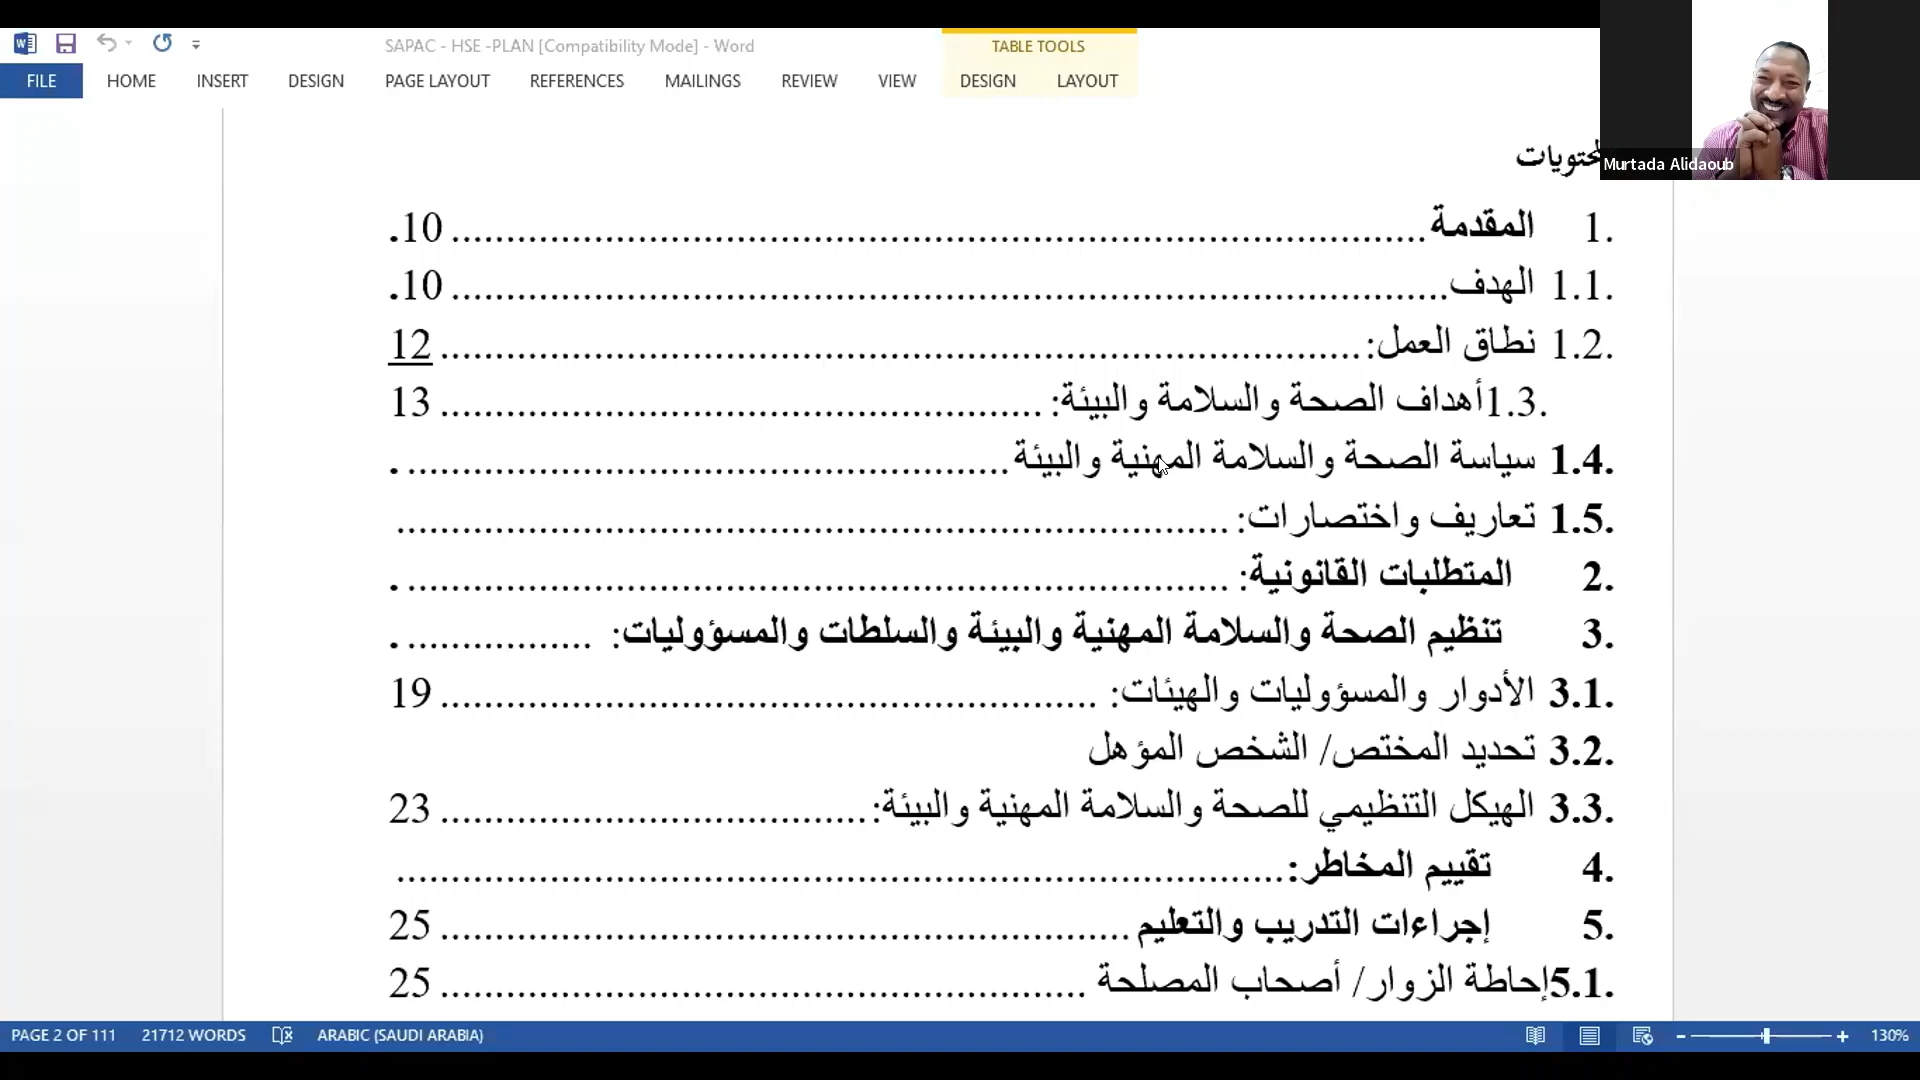 SAPAC - HSE -PLAN [Compatibility Mode] - Word
TABLE TOOLS
FILE HOME INSERT DESIGN PAGE LAYOUT REFERENCES MAILINGS REVIEW VIEW DESIGN LAYOUT
Murtada Alidaoub
1. المقدمة ........ 10.
1.1. الهدف ........ 10.
1.2. نطاق العمل: ........ 12
1.3. أهداف الصحة والسلامة والبيئة: ........ 13
1.4. سياسة الصحة والسلامة المهنية والبيئة ........ .
1.5. تعاريف واختصارات: ........
2. المتطلبات القانونية: ........ .
3. تنظيم الصحة والسلامة المهنية والبيئة والسلطات والمسؤوليات: ........ .
3.1. الأدوار والمسؤوليات والهيئات: ........ 19
3.2. تحديد المختص/ الشخص المؤهل
3.3. الهيكل التنظيمي للصحة والسلامة المهنية والبيئة: ........ 23
4. تقييم المخاطر: ........
5. إجراءات التدريب والتعليم ........ 25
5.1. إحاطة الزوار/ أصحاب المصلحة ........ 25
PAGE 2 OF 111 21712 WORDS ARABIC (SAUDI ARABIA) 130%